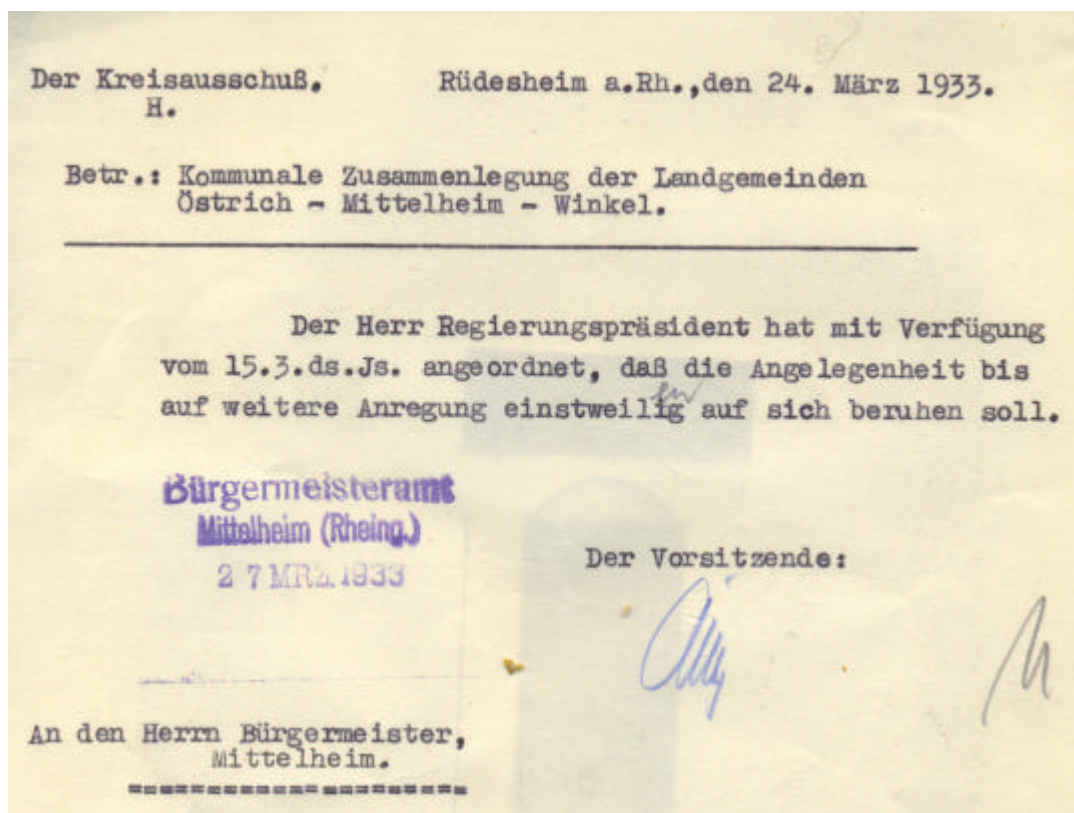 Der Kreisausschuß. Rüdesheim a.Rh.,den 24. März 1933.
H.
Betr.: Kommunale Zusammenlegung der Landgemeinden
Östrich - Mittelheim - Winkel.
Der Herr Regierungspräsident hat mit Verfügung
vom 15.3.ds.Js. angeordnet, daß die Angelegenheit bis
auf weitere Anregung einstweilig auf sich beruhen soll.
en
Bürgermeisteramt
Mittelheim (Rheing.)
27 MRZ. 1933
Der Vorsitzende:
An den Herrn Bürgermeister,
Mittelheim.
=====================